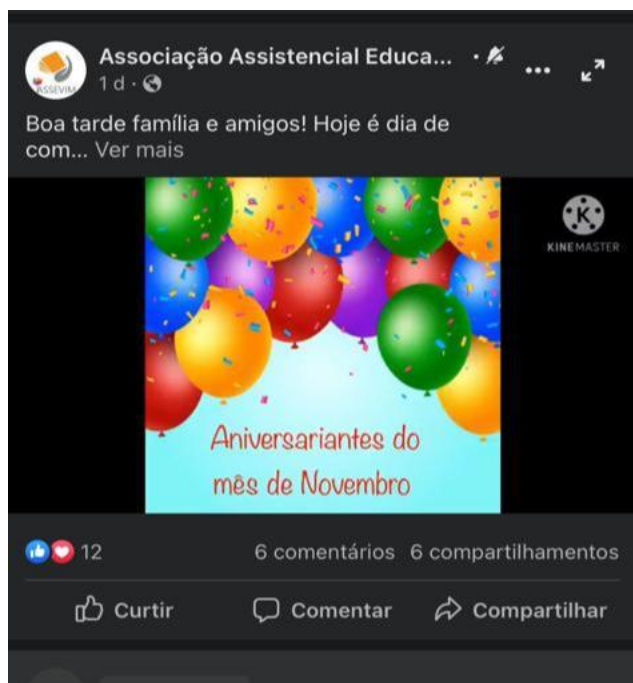 Associação Assistencial Educa... ·
1 d ·
ASSEVIM
Boa tarde família e amigos! Hoje é dia de
com... Ver mais
KINEMASTER
Aniversariantes do
mês de Novembro
12
6 comentários 6 compartilhamentos
Curtir Comentar Compartilhar